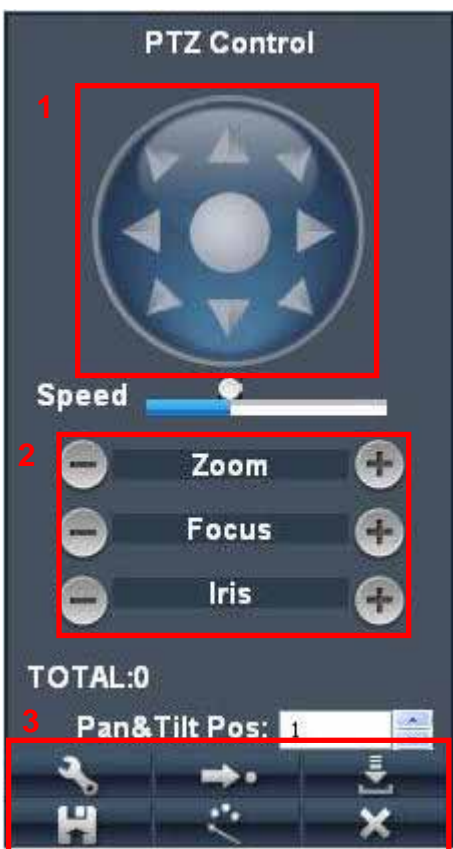 PTZ Control
1
Speed
2
Zoom
Focus
Iris
TOTAL:0
3 Pan&Tilt Pos: 1